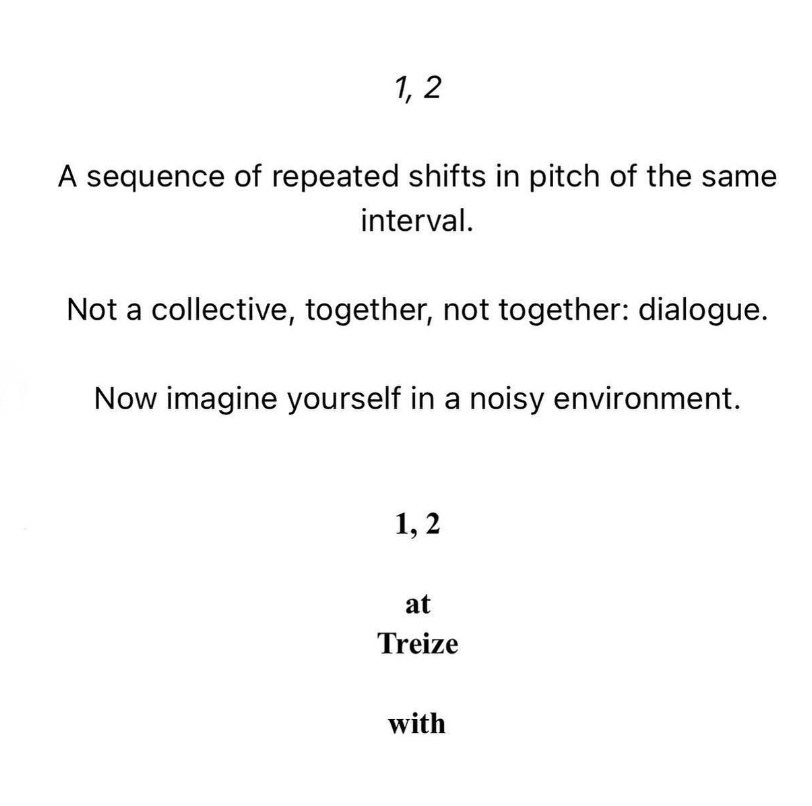 1, 2
A sequence of repeated shifts in pitch of the same
interval.
Not a collective, together, not together: dialogue.
Now imagine yourself in a noisy environment.
1, 2
at
Treize
with